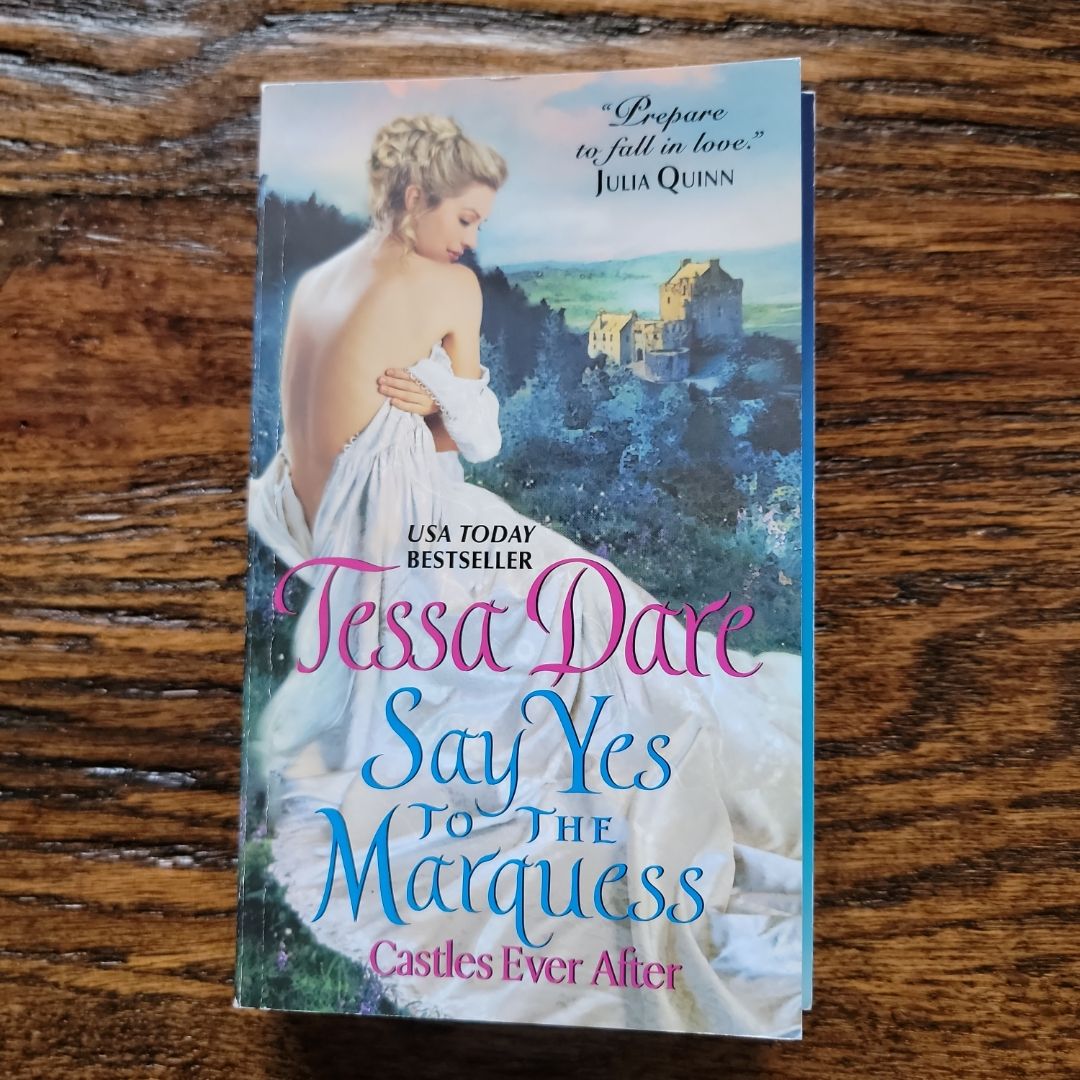 “Prepare
to fall in love.”
JULIA QUINN
USA TODAY
BESTSELLER
Tessa Dare
Say Yes
TO THE
Marquess
Castles Ever After